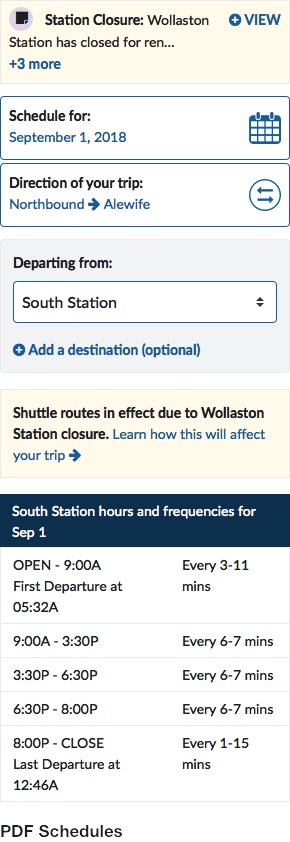 Station Closure: Wollaston
VIEW
Station has closed for ren...
+3 more
Schedule for:
September 1, 2018
Direction of your trip:
Northbound → Alewife
Departing from:
South Station
Add a destination (optional)
Shuttle routes in effect due to Wollaston
Station closure. Learn how this will affect
your trip →
South Station hours and frequencies for
Sep 1
OPEN - 9:00A Every 3-11
First Departure at mins
05:32A
9:00A - 3:30P Every 6-7 mins
3:30P - 6:30P Every 6-7 mins
6:30P - 8:00P Every 6-7 mins
8:00P - CLOSE Every 1-15
Last Departure at mins
12:46A
PDF Schedules